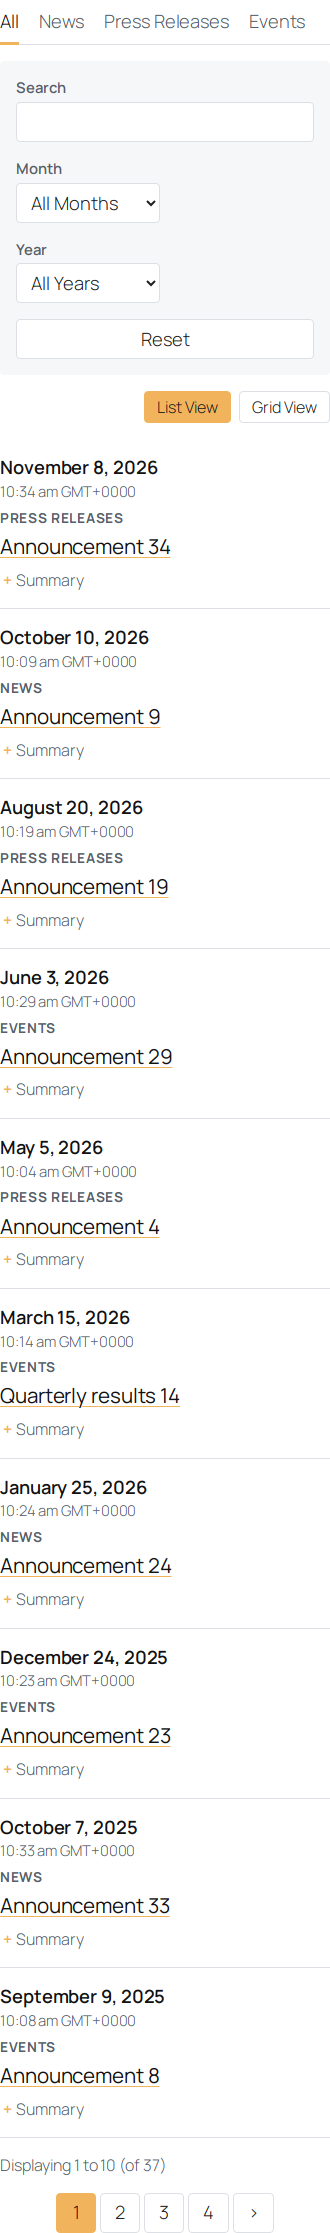 All News Press Releases Events
Search
Month
All Months
Year
All Years
Reset
List View Grid View
November 8, 2026
10:34 am GMT+0000
PRESS RELEASES
Announcement 34
+ Summary
October 10, 2026
10:09 am GMT+0000
NEWS
Announcement 9
+ Summary
August 20, 2026
10:19 am GMT+0000
PRESS RELEASES
Announcement 19
+ Summary
June 3, 2026
10:29 am GMT+0000
EVENTS
Announcement 29
+ Summary
May 5, 2026
10:04 am GMT+0000
PRESS RELEASES
Announcement 4
+ Summary
March 15, 2026
10:14 am GMT+0000
EVENTS
Quarterly results 14
+ Summary
January 25, 2026
10:24 am GMT+0000
NEWS
Announcement 24
+ Summary
December 24, 2025
10:23 am GMT+0000
EVENTS
Announcement 23
+ Summary
October 7, 2025
10:33 am GMT+0000
NEWS
Announcement 33
+ Summary
September 9, 2025
10:08 am GMT+0000
EVENTS
Announcement 8
+ Summary
Displaying 1 to 10 (of 37)
1 2 3 4 ›